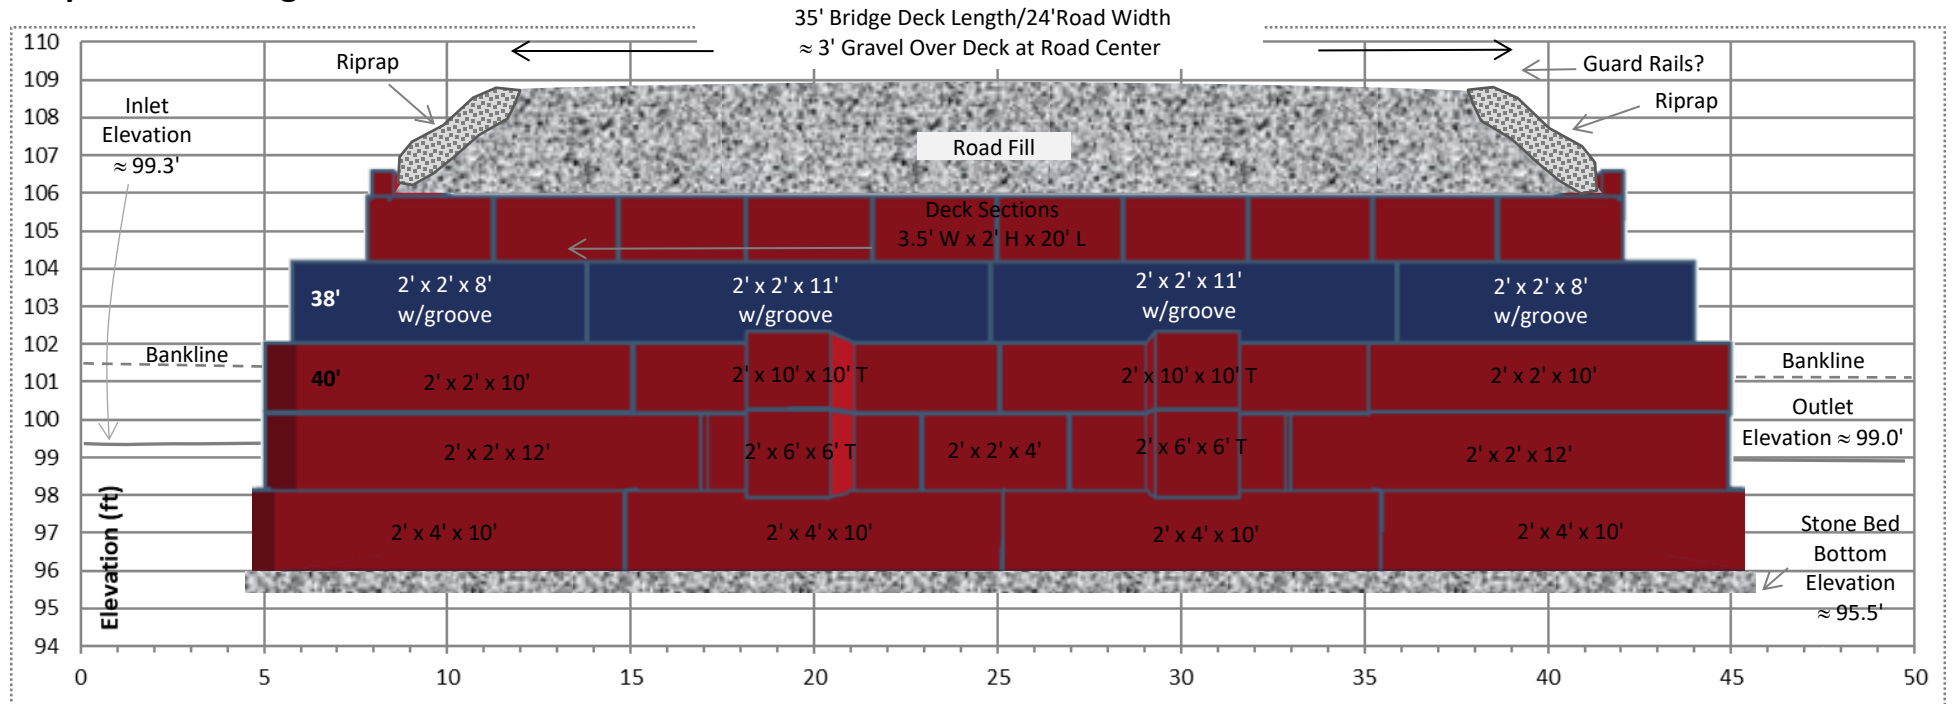 35' Bridge Deck Length/24'Road Width
≈ 3' Gravel Over Deck at Road Center
110
109
108
107
106
105
104
103
102
101
100
99
98
97
96
95
94
Elevation (ft)
Inlet
Elevation
≈ 99.3'
Riprap
Guard Rails?
Riprap
Road Fill
Deck Sections
3.5' W x 2' H x 20' L
38'
2' x 2' x 8'
w/groove
2' x 2' x 11'
w/groove
2' x 2' x 11'
w/groove
2' x 2' x 8'
w/groove
Bankline
Bankline
40'
2' x 2' x 10'
2' x 10' x 10' T
2' x 10' x 10' T
2' x 2' x 10'
Outlet
Elevation ≈ 99.0'
2' x 2' x 12'
2' x 6' x 6' T
2' x 2' x 4'
2' x 6' x 6' T
2' x 2' x 12'
2' x 4' x 10'
2' x 4' x 10'
2' x 4' x 10'
2' x 4' x 10'
Stone Bed
Bottom
Elevation
≈ 95.5'
0 5 10 15 20 25 30 35 40 45 50